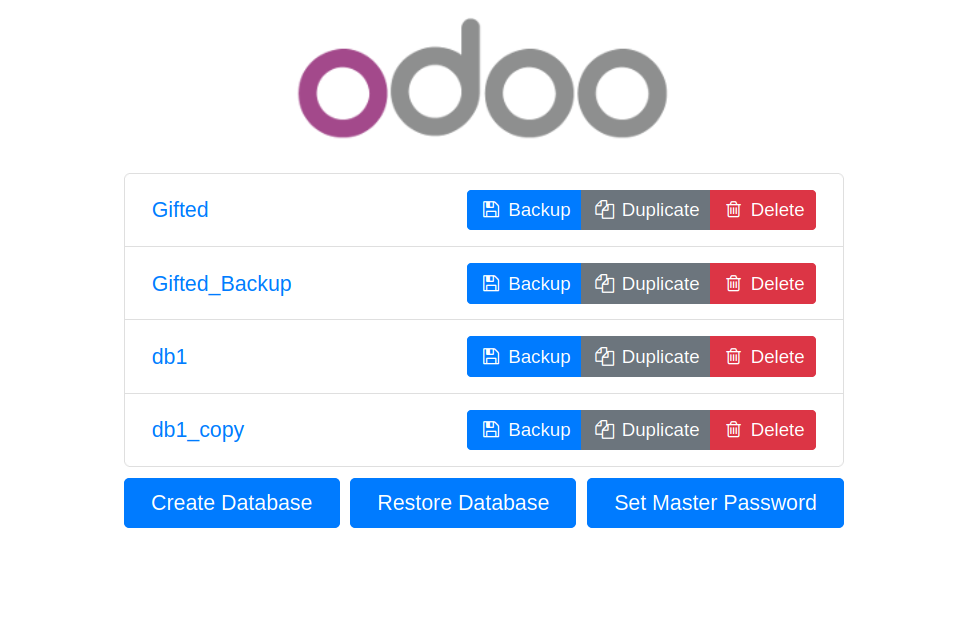 odoo
Gifted Backup Duplicate Delete
Gifted_Backup Backup Duplicate Delete
db1 Backup Duplicate Delete
db1_copy Backup Duplicate Delete
Create Database Restore Database Set Master Password